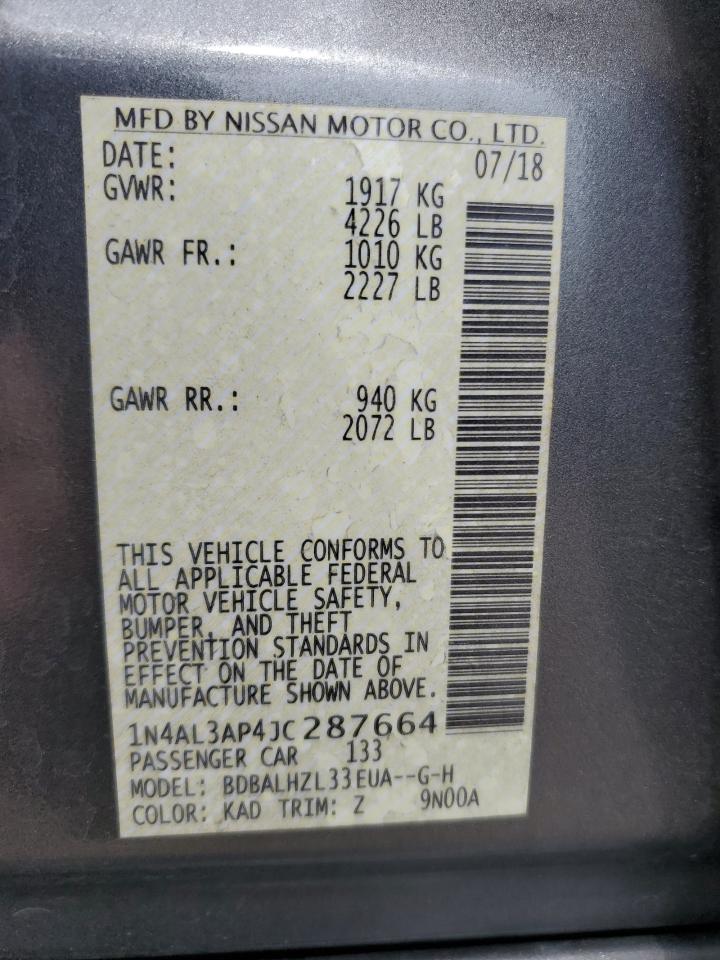 MFD BY NISSAN MOTOR CO., LTD.
DATE: 07/18
GVWR: 1917 KG
4226 LB
GAWR FR.: 1010 KG
2227 LB
GAWR RR.: 940 KG
2072 LB
THIS VEHICLE CONFORMS TO
ALL APPLICABLE FEDERAL
MOTOR VEHICLE SAFETY,
BUMPER, AND THEFT
PREVENTION STANDARDS IN
EFFECT ON THE DATE OF
MANUFACTURE SHOWN ABOVE.
1N4AL3AP4JC287664
PASSENGER CAR 133
MODEL: BDBALHZL33EUA--G-H
COLOR: KAD TRIM: Z 9N00A